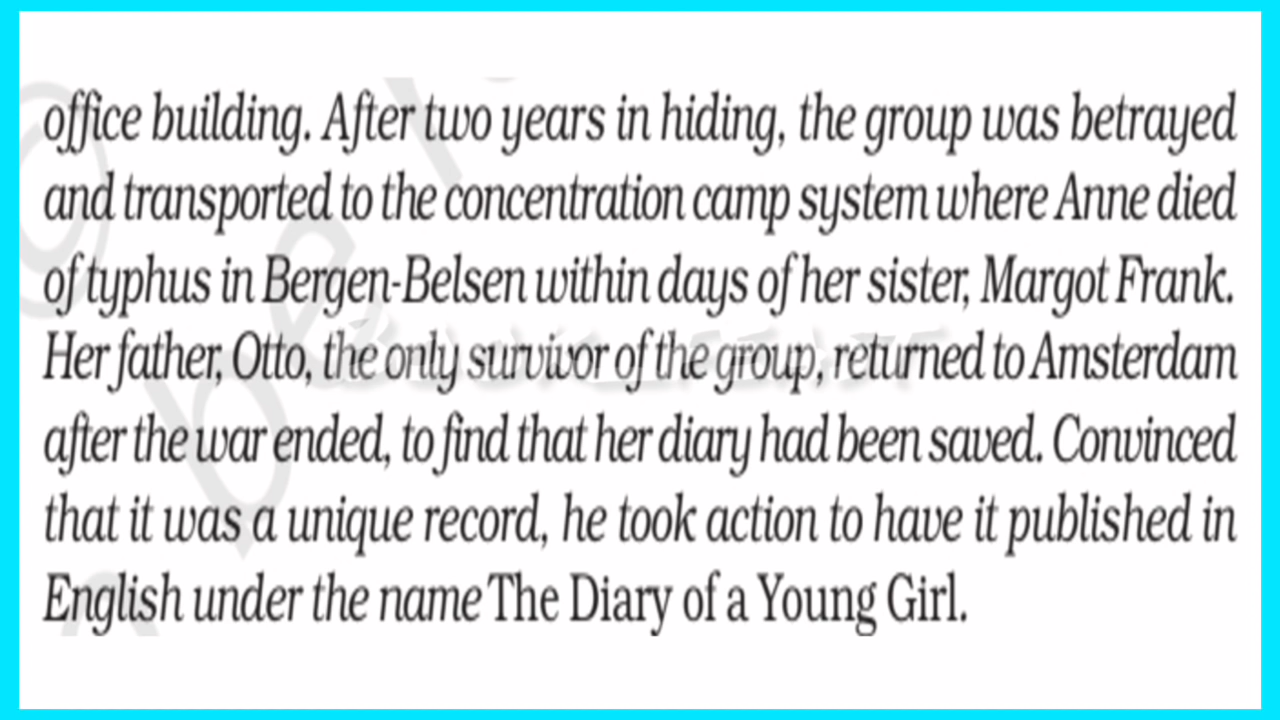 office building. After two years in hiding, the group was betrayed
and transported to the concentration camp system where Anne died
of typhus in Bergen-Belsen within days of her sister, Margot Frank.
Her father, Otto, the only survivor of the group, returned to Amsterdam
after the war ended, to find that her diary had been saved. Convinced
that it was a unique record, he took action to have it published in
English under the name The Diary of a Young Girl.